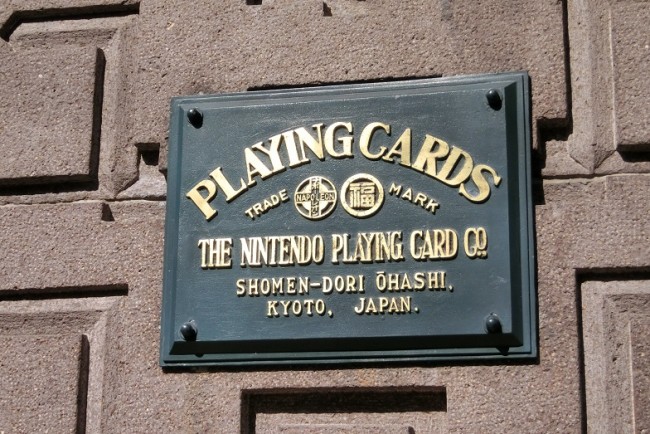 PLAYING CARDS
TRADE NAPOLEON 福 MARK
THE NINTENDO PLAYING CARD CO.
SHOMEN-DORI ŌHASHI.
KYOTO, JAPAN.